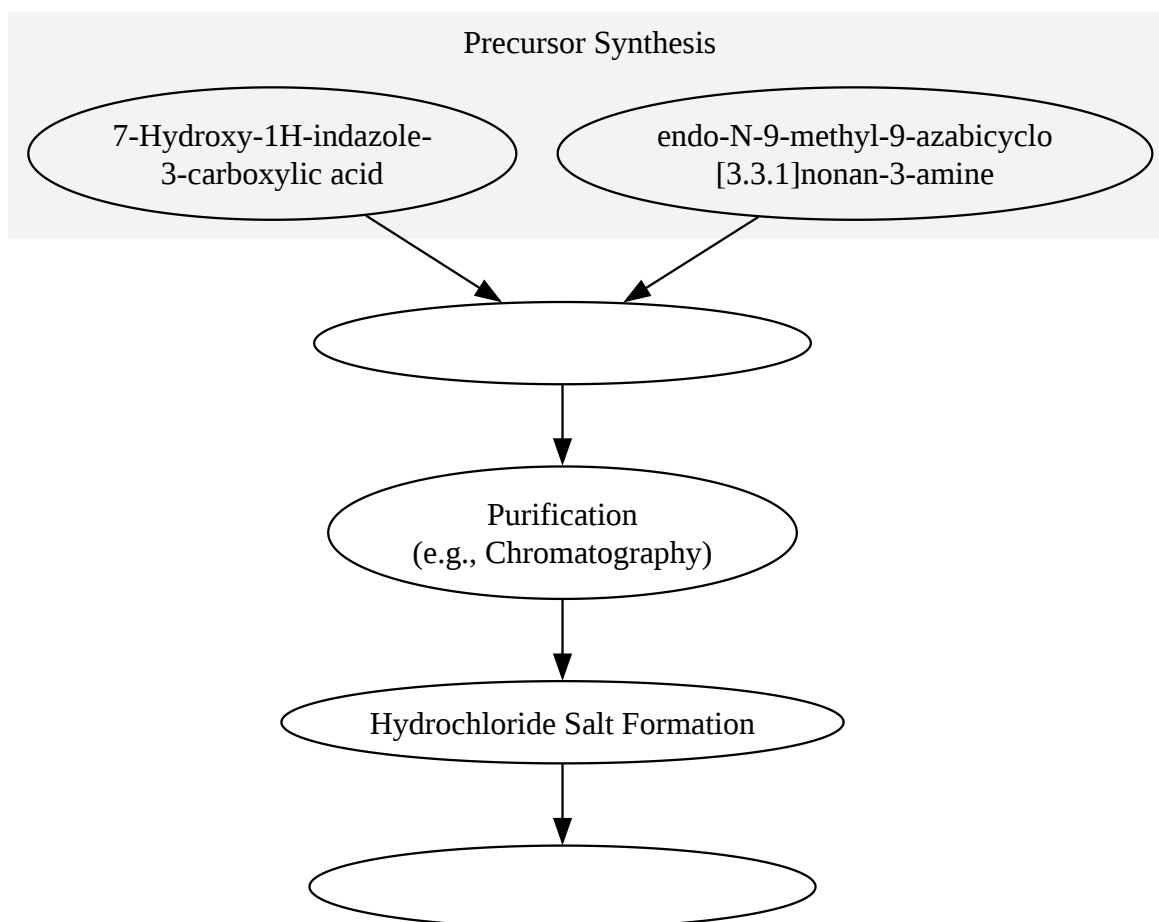 Precursor Synthesis
7-Hydroxy-1H-indazole-
3-carboxylic acid
endo-N-9-methyl-9-azabicyclo
[3.3.1]nonan-3-amine
Purification
(e.g., Chromatography)
Hydrochloride Salt Formation